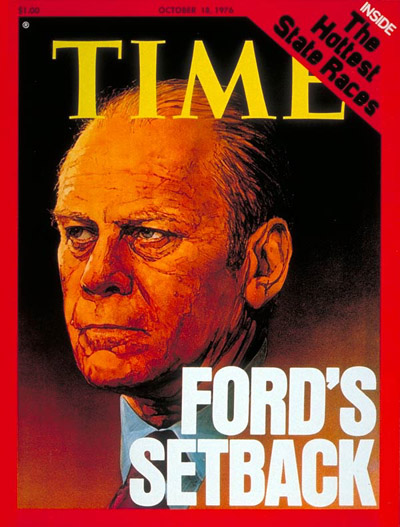 $1.00
OCTOBER 18, 1976
INSIDE
The
Hottest
State Races
®
TIME
FORD'S
SETBACK